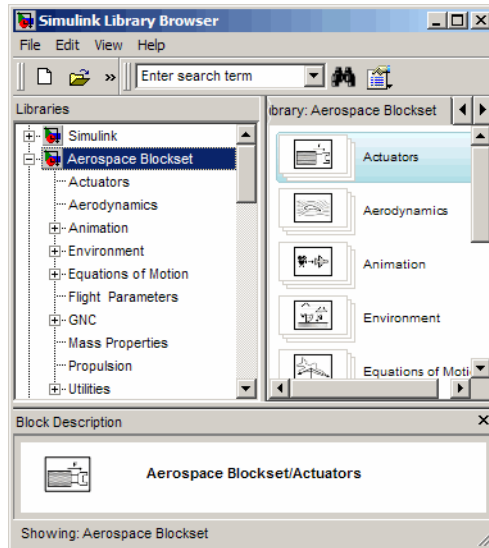 Simulink Library Browser
File Edit View Help
» Enter search term
Libraries
Simulink
Aerospace Blockset
Actuators
Aerodynamics
Animation
Environment
Equations of Motion
Flight Parameters
GNC
Mass Properties
Propulsion
Utilities
ibrary: Aerospace Blockset
Actuators
Aerodynamics
Animation
Environment
Equations of Moti
Block Description
Aerospace Blockset/Actuators
Showing: Aerospace Blockset